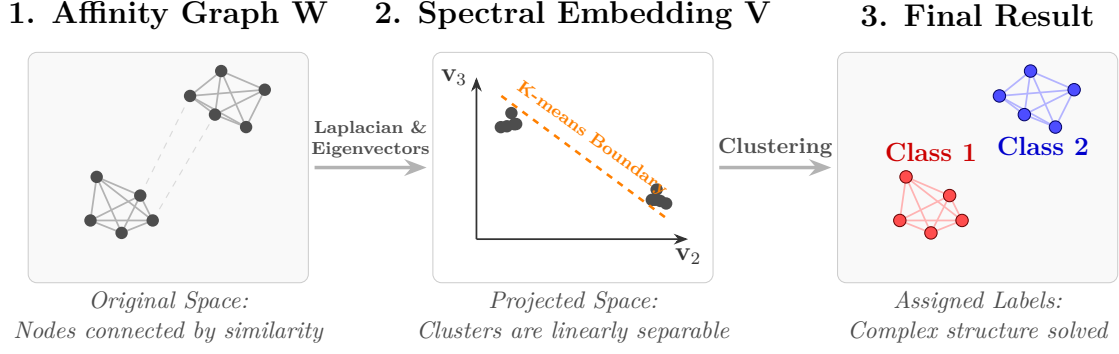 1. Affinity Graph W
2. Spectral Embedding V
3. Final Result
Laplacian &
Eigenvectors
v₃
K-means Boundary
v₂
Clustering
Class 1
Class 2
Original Space:
Nodes connected by similarity
Projected Space:
Clusters are linearly separable
Assigned Labels:
Complex structure solved